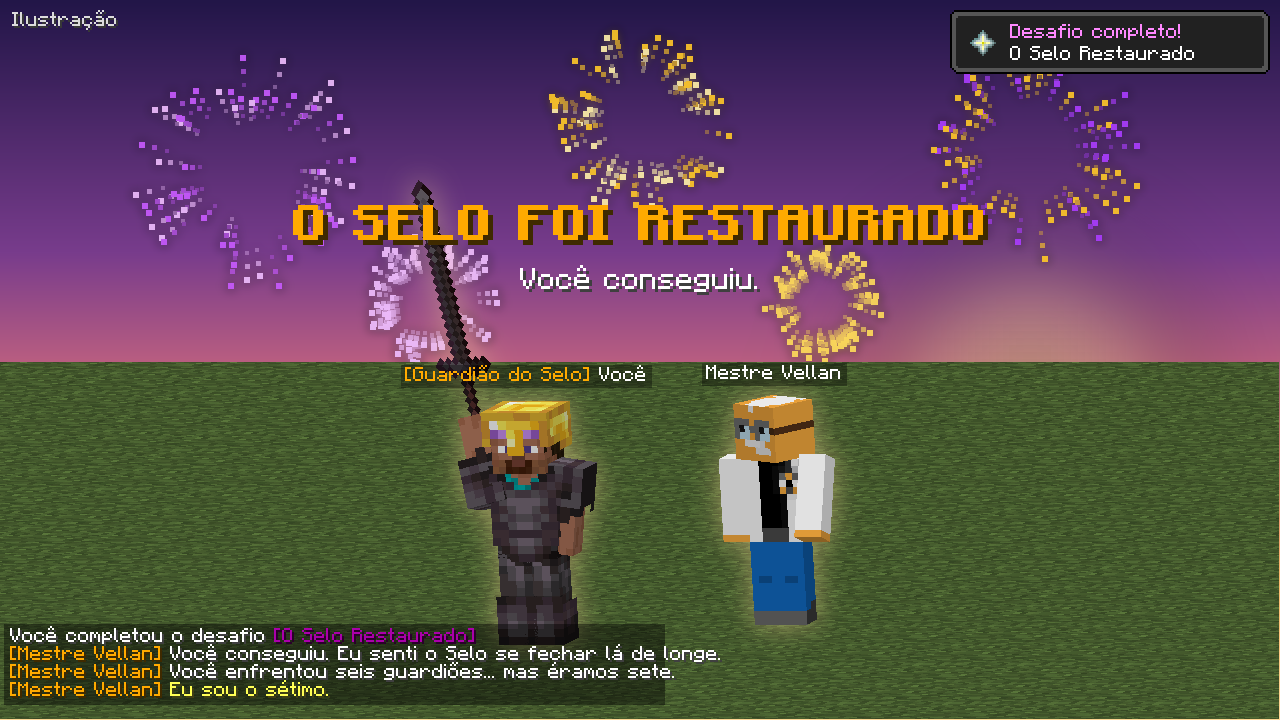 Ilustração
Desafio completo!
O Selo Restaurado
O SELO FOI RESTAURADO
Você conseguiu.
[Guardião do Selo] Você
Mestre Vellan
Você completou o desafio [O Selo Restaurado]
[Mestre Vellan] Você conseguiu. Eu senti o Selo se fechar lá de longe.
[Mestre Vellan] Você enfrentou seis guardiões... mas éramos sete.
[Mestre Vellan] Eu sou o sétimo.